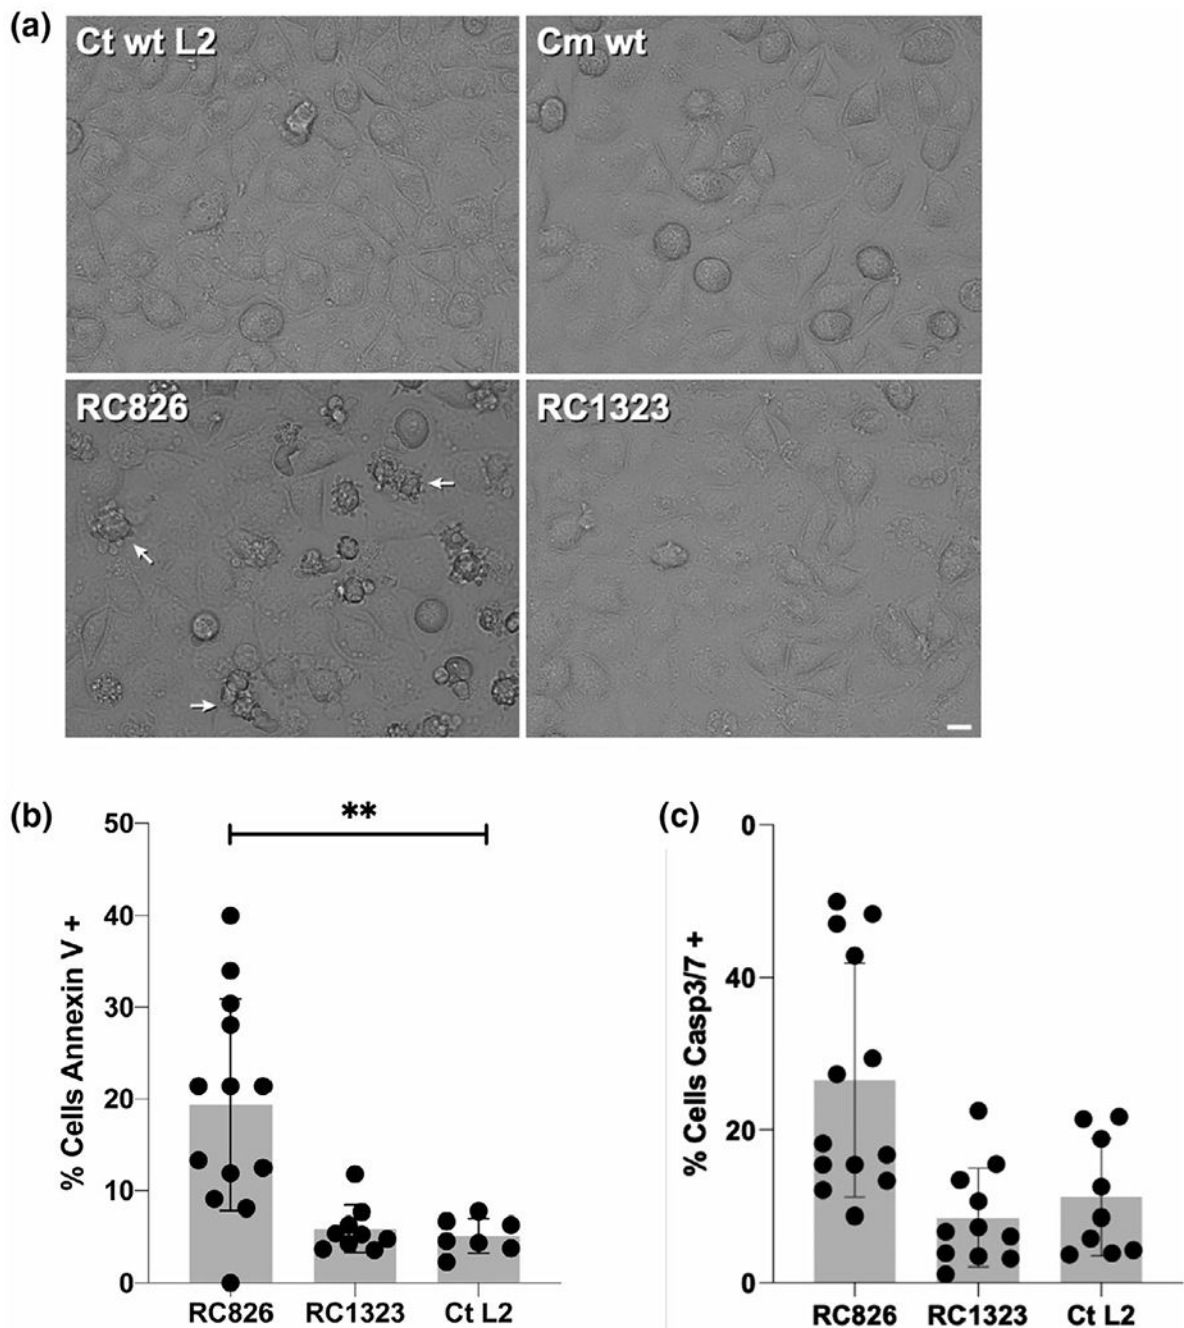 (a)
Ct wt L2
Cm wt
RC826
RC1323
(b)
50
40
30
20
10
0
% Cells Annexin V +
**
RC826
RC1323
Ct L2
(c)
0
40
20
0
% Cells Casp3/7 +
RC826
RC1323
Ct L2